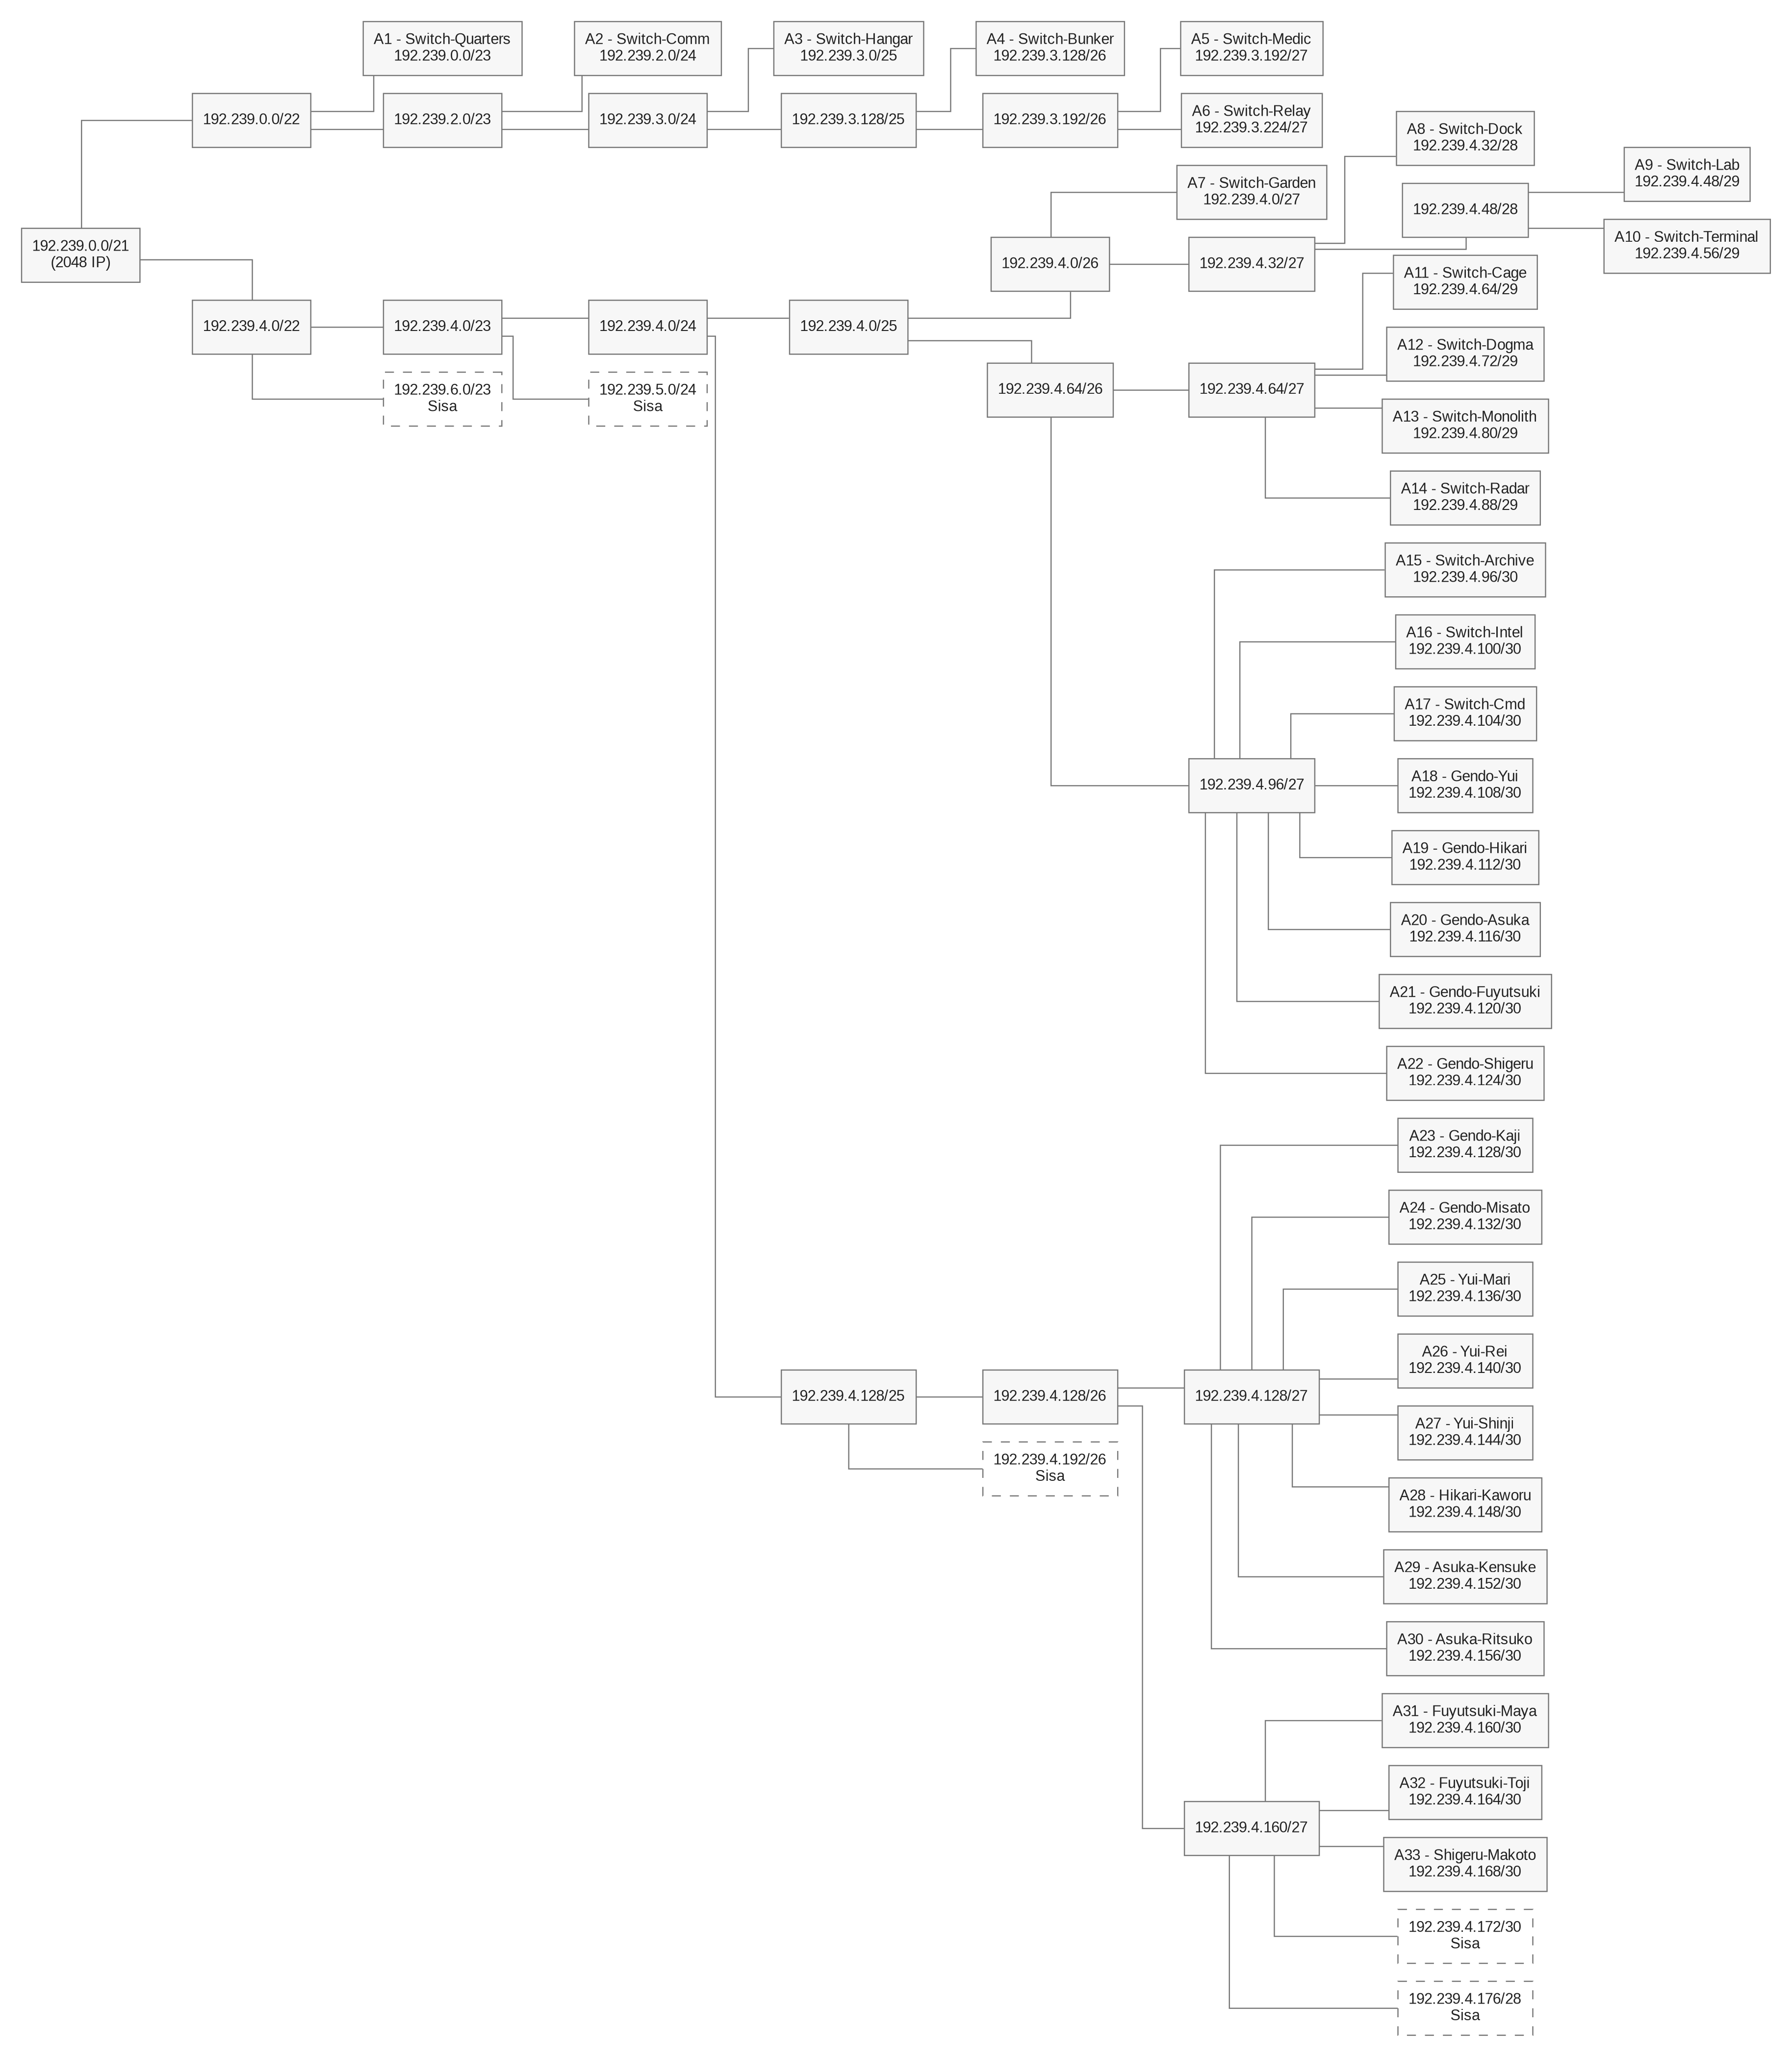 A1 - Switch-Quarters
192.239.0.0/23
A2 - Switch-Comm
192.239.2.0/24
A3 - Switch-Hangar
192.239.3.0/25
A4 - Switch-Bunker
192.239.3.128/26
A5 - Switch-Medic
192.239.3.192/27
192.239.0.0/22
192.239.2.0/23
192.239.3.0/24
192.239.3.128/25
192.239.3.192/26
A6 - Switch-Relay
192.239.3.224/27
A8 - Switch-Dock
192.239.4.32/28
A7 - Switch-Garden
192.239.4.0/27
A9 - Switch-Lab
192.239.4.48/29
192.239.4.48/28
192.239.0.0/21
(2048 IP)
192.239.4.0/26
192.239.4.32/27
A10 - Switch-Terminal
192.239.4.56/29
A11 - Switch-Cage
192.239.4.64/29
192.239.4.0/22
192.239.4.0/23
192.239.4.0/24
192.239.4.0/25
A12 - Switch-Dogma
192.239.4.72/29
192.239.6.0/23
Sisa
192.239.5.0/24
Sisa
192.239.4.64/26
192.239.4.64/27
A13 - Switch-Monolith
192.239.4.80/29
A14 - Switch-Radar
192.239.4.88/29
A15 - Switch-Archive
192.239.4.96/30
A16 - Switch-Intel
192.239.4.100/30
A17 - Switch-Cmd
192.239.4.104/30
192.239.4.96/27
A18 - Gendo-Yui
192.239.4.108/30
A19 - Gendo-Hikari
192.239.4.112/30
A20 - Gendo-Asuka
192.239.4.116/30
A21 - Gendo-Fuyutsuki
192.239.4.120/30
A22 - Gendo-Shigeru
192.239.4.124/30
A23 - Gendo-Kaji
192.239.4.128/30
A24 - Gendo-Misato
192.239.4.132/30
A25 - Yui-Mari
192.239.4.136/30
A26 - Yui-Rei
192.239.4.140/30
192.239.4.128/25
192.239.4.128/26
192.239.4.128/27
A27 - Yui-Shinji
192.239.4.144/30
192.239.4.192/26
Sisa
A28 - Hikari-Kaworu
192.239.4.148/30
A29 - Asuka-Kensuke
192.239.4.152/30
A30 - Asuka-Ritsuko
192.239.4.156/30
A31 - Fuyutsuki-Maya
192.239.4.160/30
A32 - Fuyutsuki-Toji
192.239.4.164/30
192.239.4.160/27
A33 - Shigeru-Makoto
192.239.4.168/30
192.239.4.172/30
Sisa
192.239.4.176/28
Sisa